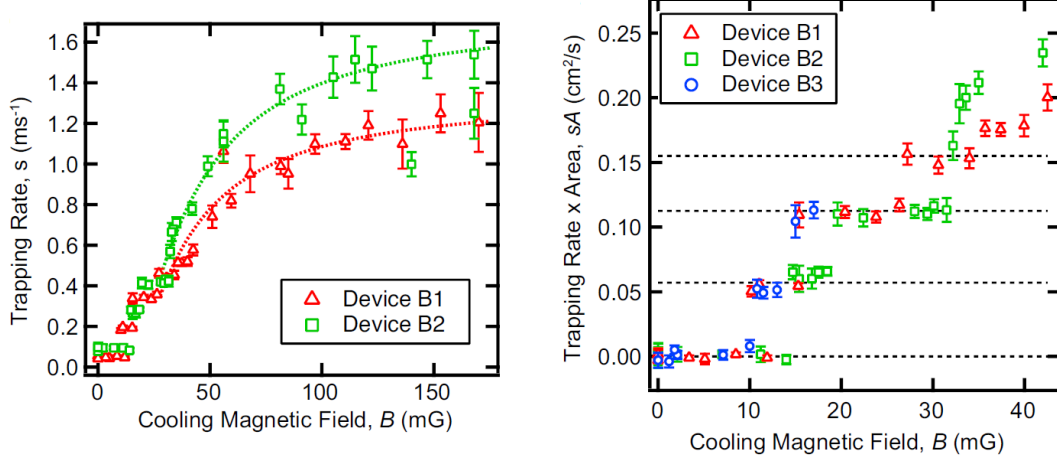 Trapping Rate, s (ms⁻¹)
1.6
1.4
1.2
1.0
0.8
0.6
0.4
0.2
0.0
Device B1
Device B2
0
50
100
150
Cooling Magnetic Field, B (mG)
Trapping Rate x Area, sA (cm²/s)
0.25
0.20
0.15
0.10
0.05
0.00
Device B1
Device B2
Device B3
0
10
20
30
40
Cooling Magnetic Field, B (mG)